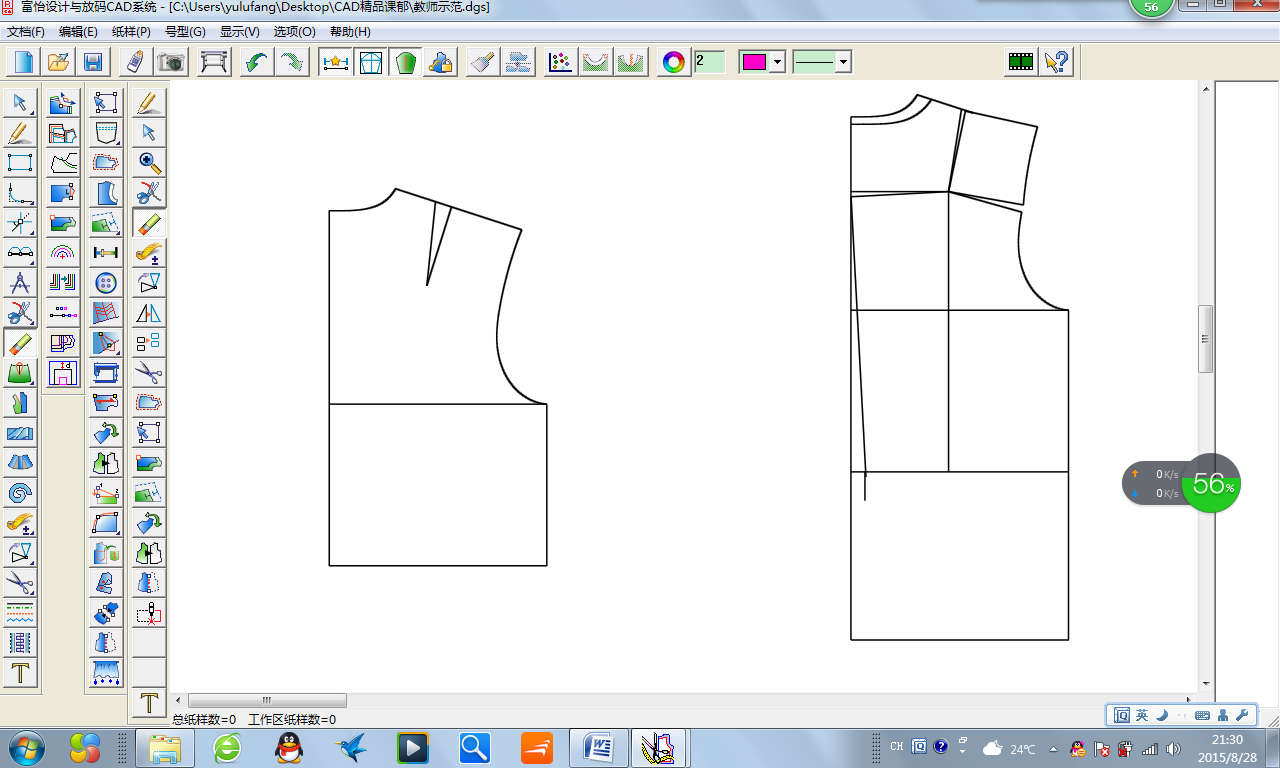 富怡设计与放码CAD系统 - [C:\Users\yulufang\Desktop\CAD精品课郁\教师示范.dgs]
56
文档(F) 编辑(E) 纸样(P) 号型(G) 显示(V) 选项(O) 帮助(H)
2
0K/s
0K/s
56%
总纸样数=0 工作区纸样数=0
英
CH
24℃
21:30
2015/8/28